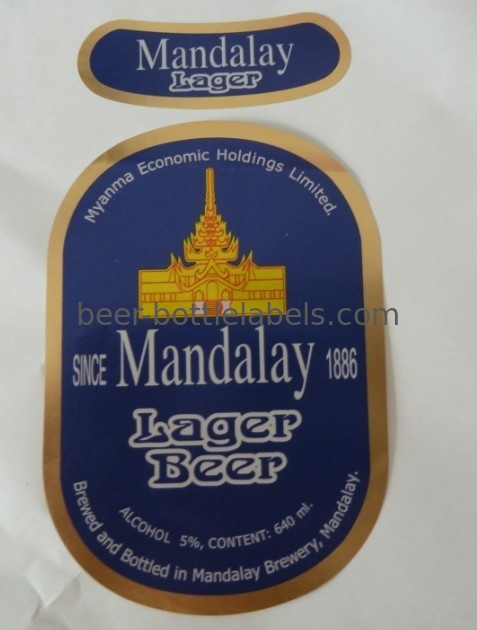 Mandalay
Lager
Myanma Economic Holdings Limited.
beer-bottlelabels.com
SINCE Mandalay 1886
Lager
Beer
ALCOHOL 5%, CONTENT: 640 ml.
Brewed and Bottled in Mandalay Brewery, Mandalay.